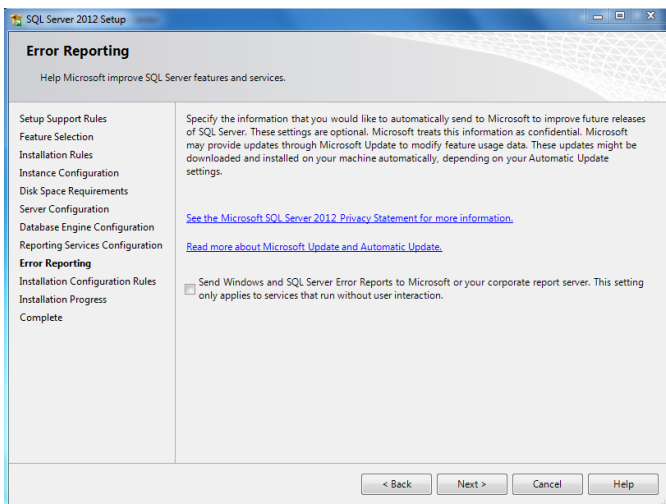 SQL Server 2012 Setup
Error Reporting
Help Microsoft improve SQL Server features and services.
Setup Support Rules
Feature Selection
Installation Rules
Instance Configuration
Disk Space Requirements
Server Configuration
Database Engine Configuration
Reporting Services Configuration
Error Reporting
Installation Configuration Rules
Installation Progress
Complete
Specify the information that you would like to automatically send to Microsoft to improve future releases
of SQL Server. These settings are optional. Microsoft treats this information as confidential. Microsoft
may provide updates through Microsoft Update to modify feature usage data. These updates might be
downloaded and installed on your machine automatically, depending on your Automatic Update
settings.
See the Microsoft SQL Server 2012 Privacy Statement for more information.
Read more about Microsoft Update and Automatic Update.
Send Windows and SQL Server Error Reports to Microsoft or your corporate report server. This setting
only applies to services that run without user interaction.
< Back
Next >
Cancel
Help